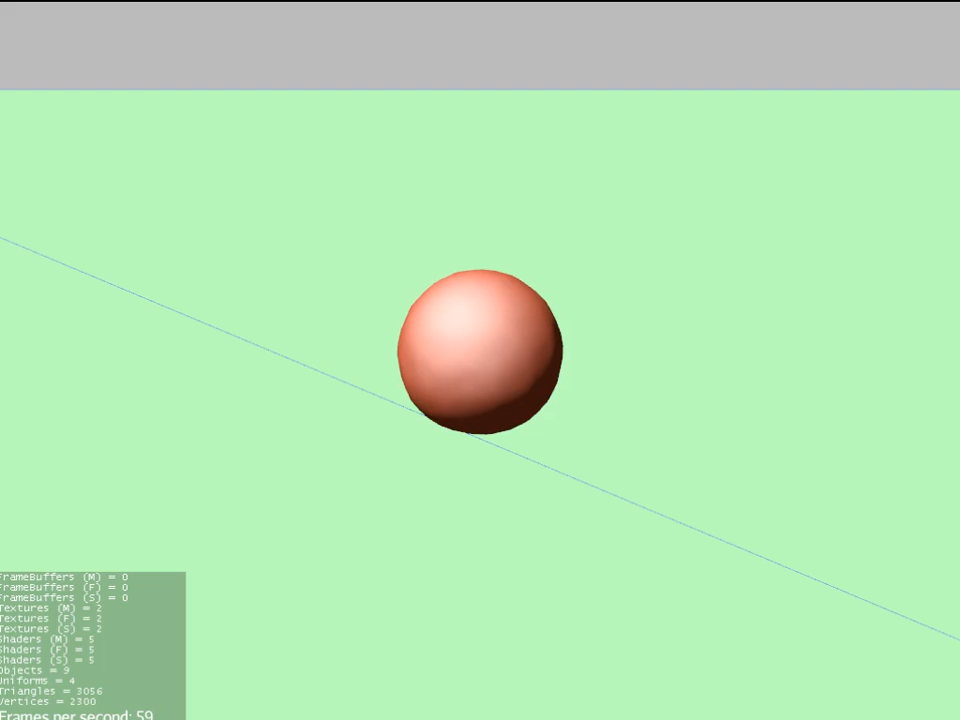 FrameBuffers (M) = 0
FrameBuffers (F) = 0
FrameBuffers (S) = 0
Textures (M) = 2
Textures (F) = 2
Textures (S) = 2
Shaders (M) = 5
Shaders (F) = 5
Shaders (S) = 5
Objects = 9
Uniforms = 4
Triangles = 3056
Vertices = 2300
Frames per second: 59